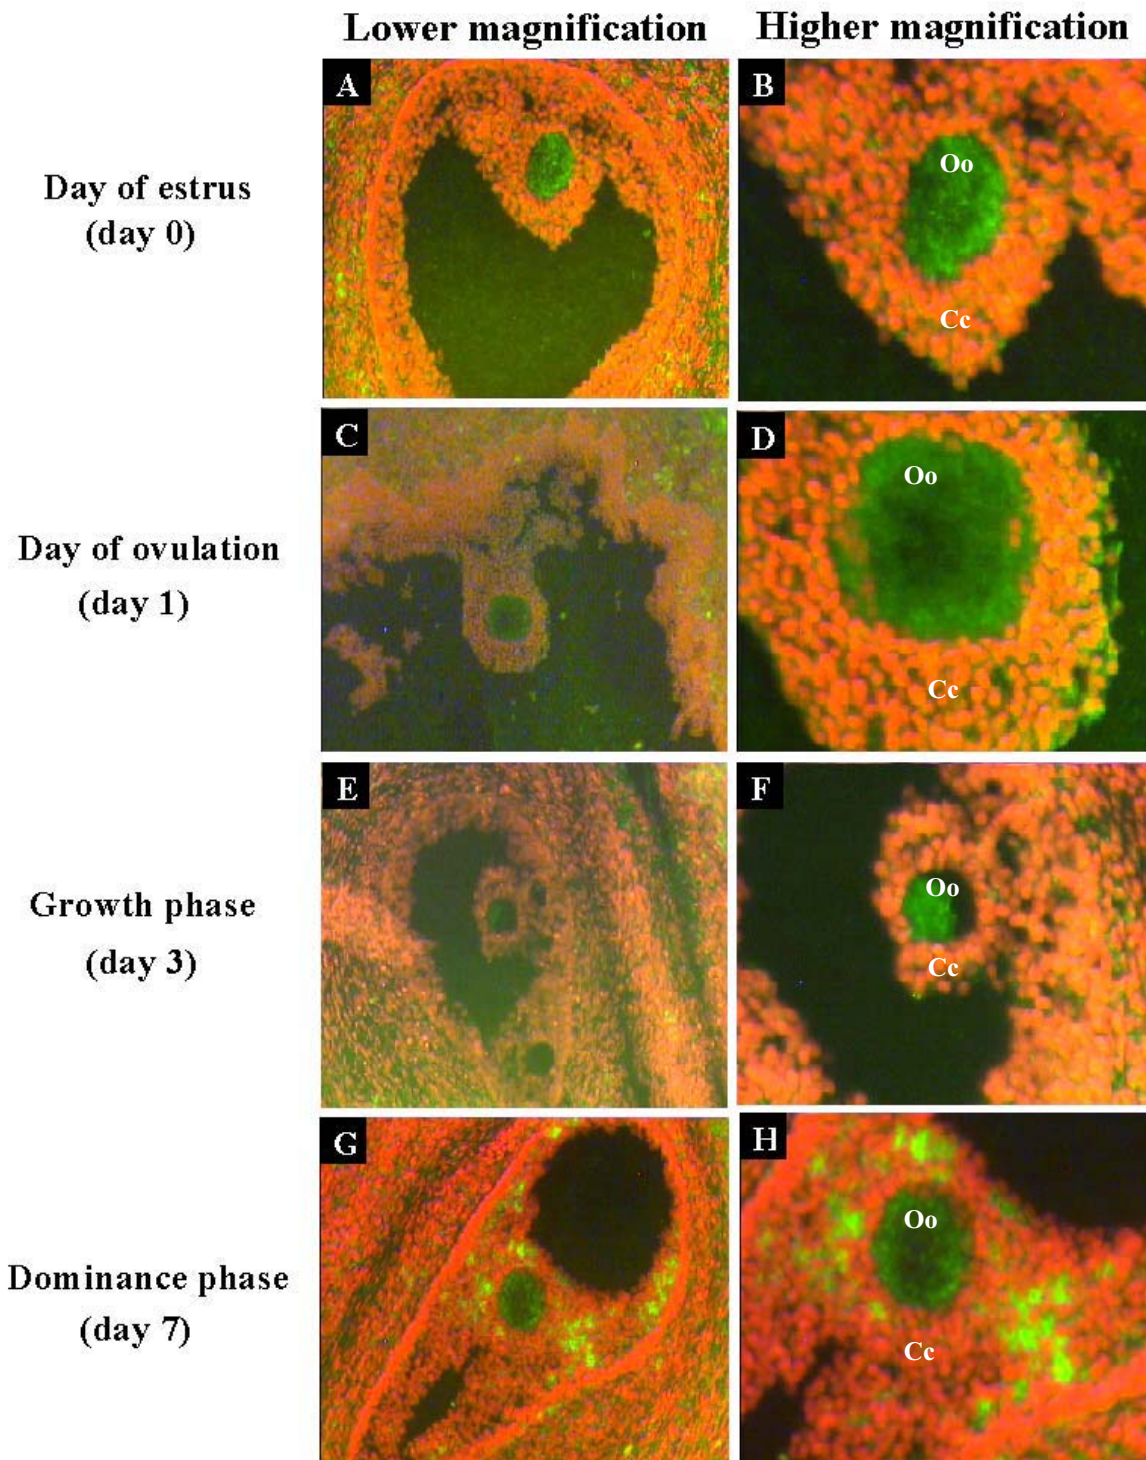 Lower magnification Higher magnification
A B
Oo
Day of estrus
(day 0)
Cc
C D
Oo
Day of ovulation
(day 1)
Cc
E F
Oo
Growth phase
(day 3)
Cc
G H
Oo
Dominance phase
(day 7)
Cc